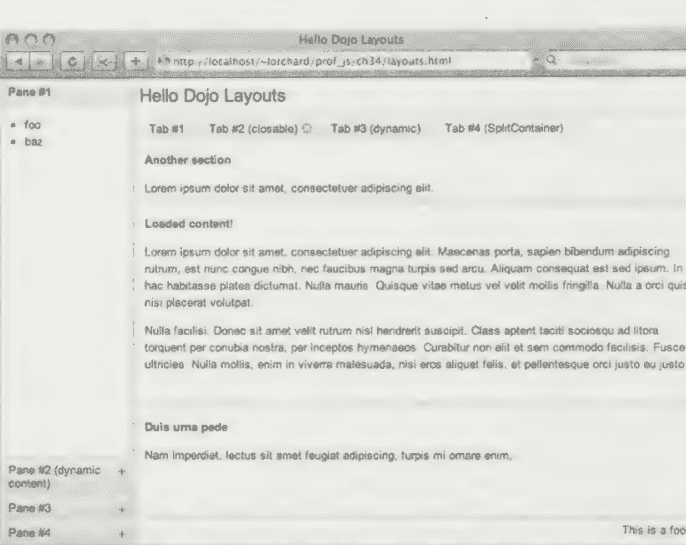 Hello Dojo Layouts
http://localhost/~lorchard/prof_js/ch34/layouts.html
Pane #1
foo
baz
Pane #2 (dynamic content)
Pane #3
Pane #4
Hello Dojo Layouts
Tab #1 Tab #2 (closable) Tab #3 (dynamic) Tab #4 (SplitContainer)
Another section
Lorem ipsum dolor sit amet, consectetuer adipiscing elit.
Loaded content!
Lorem ipsum dolor sit amet, consectetuer adipiscing elit. Maecenas porta, sapien bibendum adipiscing
rutrum, est nunc congue nibh, nec faucibus magna turpis sed arcu. Aliquam consequat est sed ipsum. In
hac habitasse platea dictumst. Nulla mauris. Quisque vitae metus vel velit mollis fringilla. Nulla a orci quis
nisi placerat volutpat.
Nulla facilisi. Donec sit amet velit rutrum nisl hendrerit suscipit. Class aptent taciti sociosqu ad litora
torquent per conubia nostra, per inceptos hymenaeos. Curabitur non elit et sem commodo facilisis. Fusce
ultricies. Nulla mollis, enim in viverra malesuada, nisi eros aliquet felis, et pellentesque orci justo eu justo
Duis urna pede
Nam imperdiet, lectus sit amet feugiat adipiscing, turpis mi ornare enim,
This is a foo